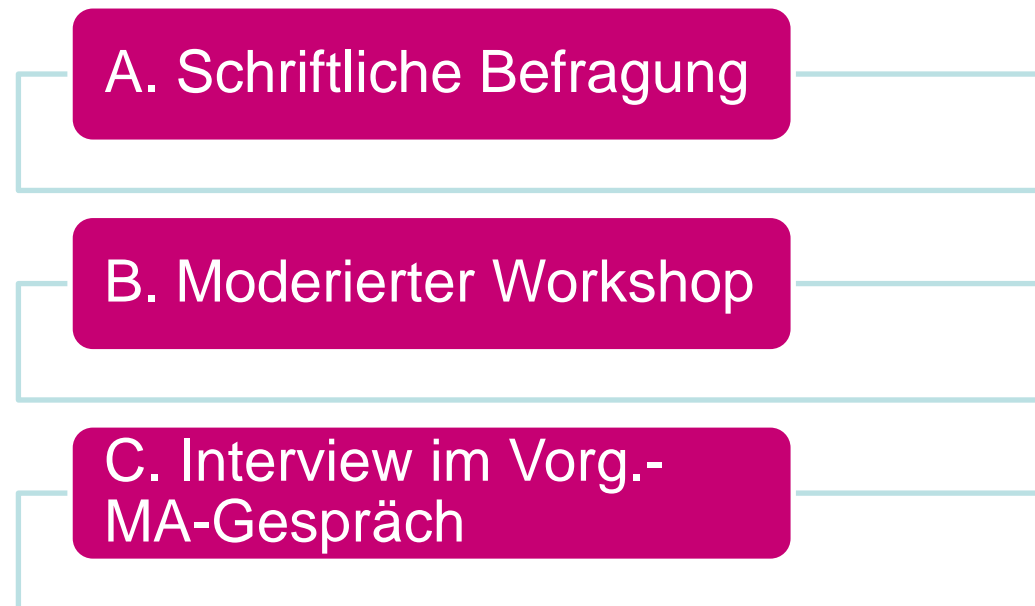 A. Schriftliche Befragung
B. Moderierter Workshop
C. Interview im Vorg.-
MA-Gespräch